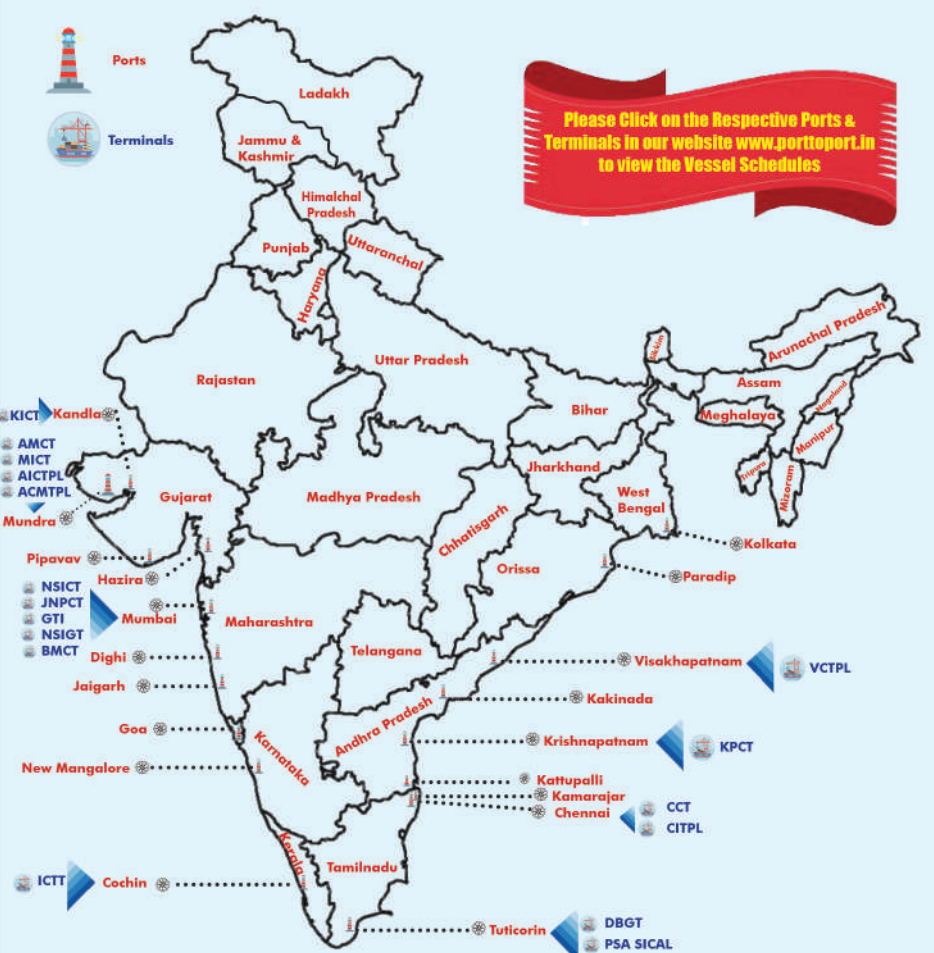 Ports
Terminals
Please Click on the Respective Ports &
Terminals in our website www.porttoport.in
to view the Vessel Schedules
Ladakh
Jammu &
Kashmir
Himalchal
Pradesh
Punjab
Uttaranchal
Haryana
Rajastan
Uttar Pradesh
Sikkim
Arunachal Pradesh
Assam
Nagaland
Meghalaya
Manipur
Tripura
Mizoram
Bihar
Jharkhand
West
Bengal
KICT
Kandla
AMCT
MICT
AICTPL
ACMTPL
Mundra
Gujarat
Madhya Pradesh
Chhatisgarh
Orissa
Kolkata
Paradip
Pipavav
Hazira
NSICT
JNPCT
GTI
NSIGT
BMCT
Mumbai
Maharashtra
Telangana
Dighi
Jaigarh
Goa
New Mangalore
Karnataka
Andhra Pradesh
Visakhapatnam
VCTPL
Kakinada
Krishnapatnam
KPCT
Kattupalli
Kamarajar
Chennai
CCT
CITPL
Kerala
Tamilnadu
ICTT
Cochin
Tuticorin
DBGT
PSA SICAL